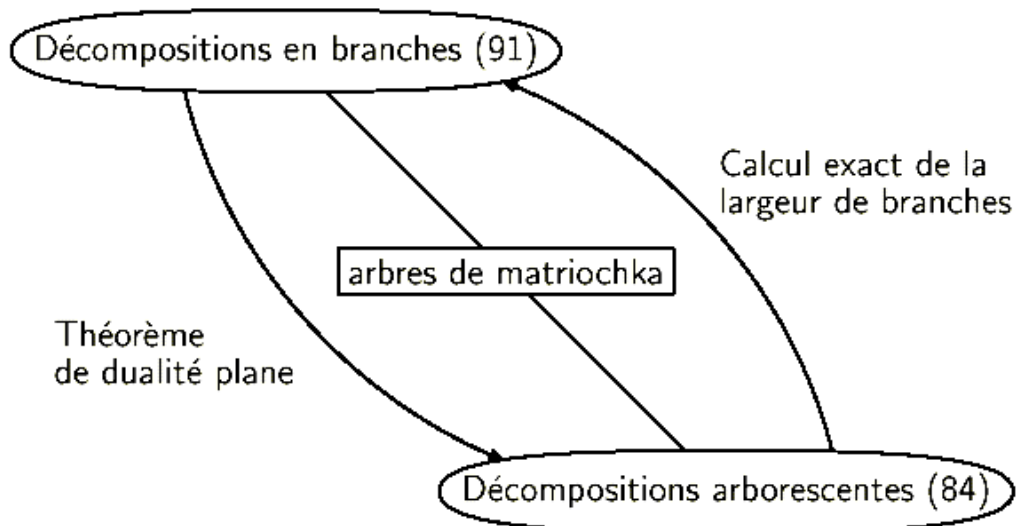 Décompositions en branches (91)
Calcul exact de la
largeur de branches
arbres de matriochka
Théorème
de dualité plane
Décompositions arborescentes (84)